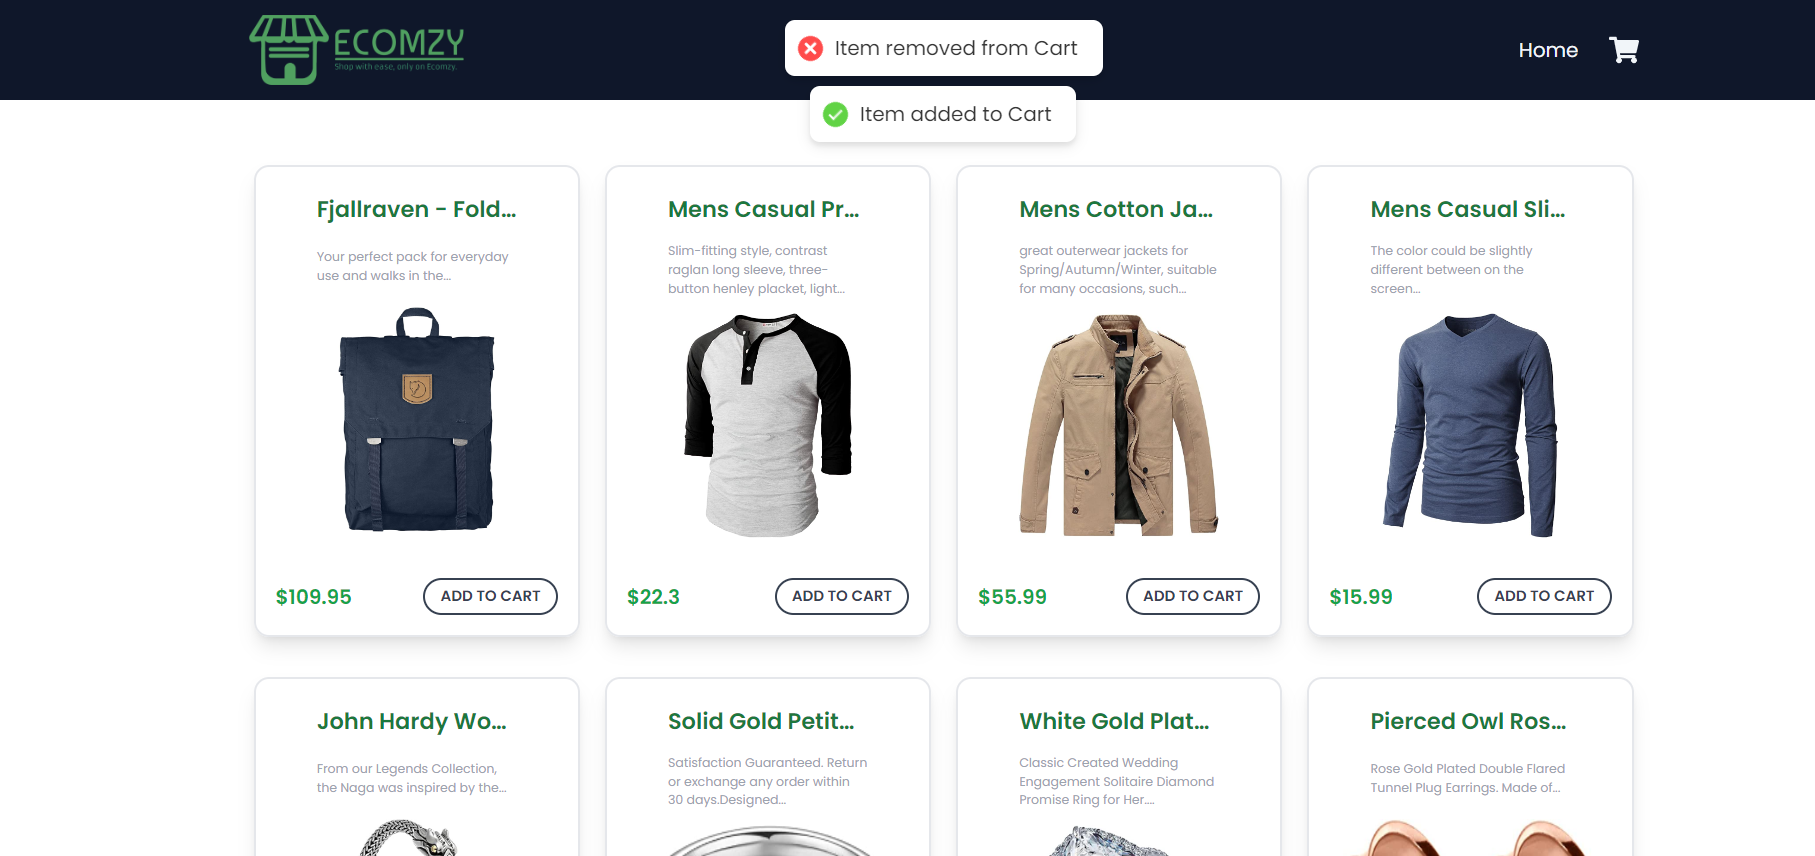 ECOMZY
Shop with ease, only on Ecomzy.
Item removed from Cart
Home
Item added to Cart
Fjallraven - Fold...
Your perfect pack for everyday
use and walks in the...
$109.95
ADD TO CART
Mens Casual Pr...
Slim-fitting style, contrast
raglan long sleeve, three-
button henley placket, light...
$22.3
ADD TO CART
Mens Cotton Ja...
great outerwear jackets for
Spring/Autumn/Winter, suitable
for many occasions, such...
$55.99
ADD TO CART
Mens Casual Sli...
The color could be slightly
different between on the
screen...
$15.99
ADD TO CART
John Hardy Wo...
From our Legends Collection,
the Naga was inspired by the...
Solid Gold Petit...
Satisfaction Guaranteed. Return
or exchange any order within
30 days.Designed...
White Gold Plat...
Classic Created Wedding
Engagement Solitaire Diamond
Promise Ring for Her....
Pierced Owl Ros...
Rose Gold Plated Double Flared
Tunnel Plug Earrings. Made of...